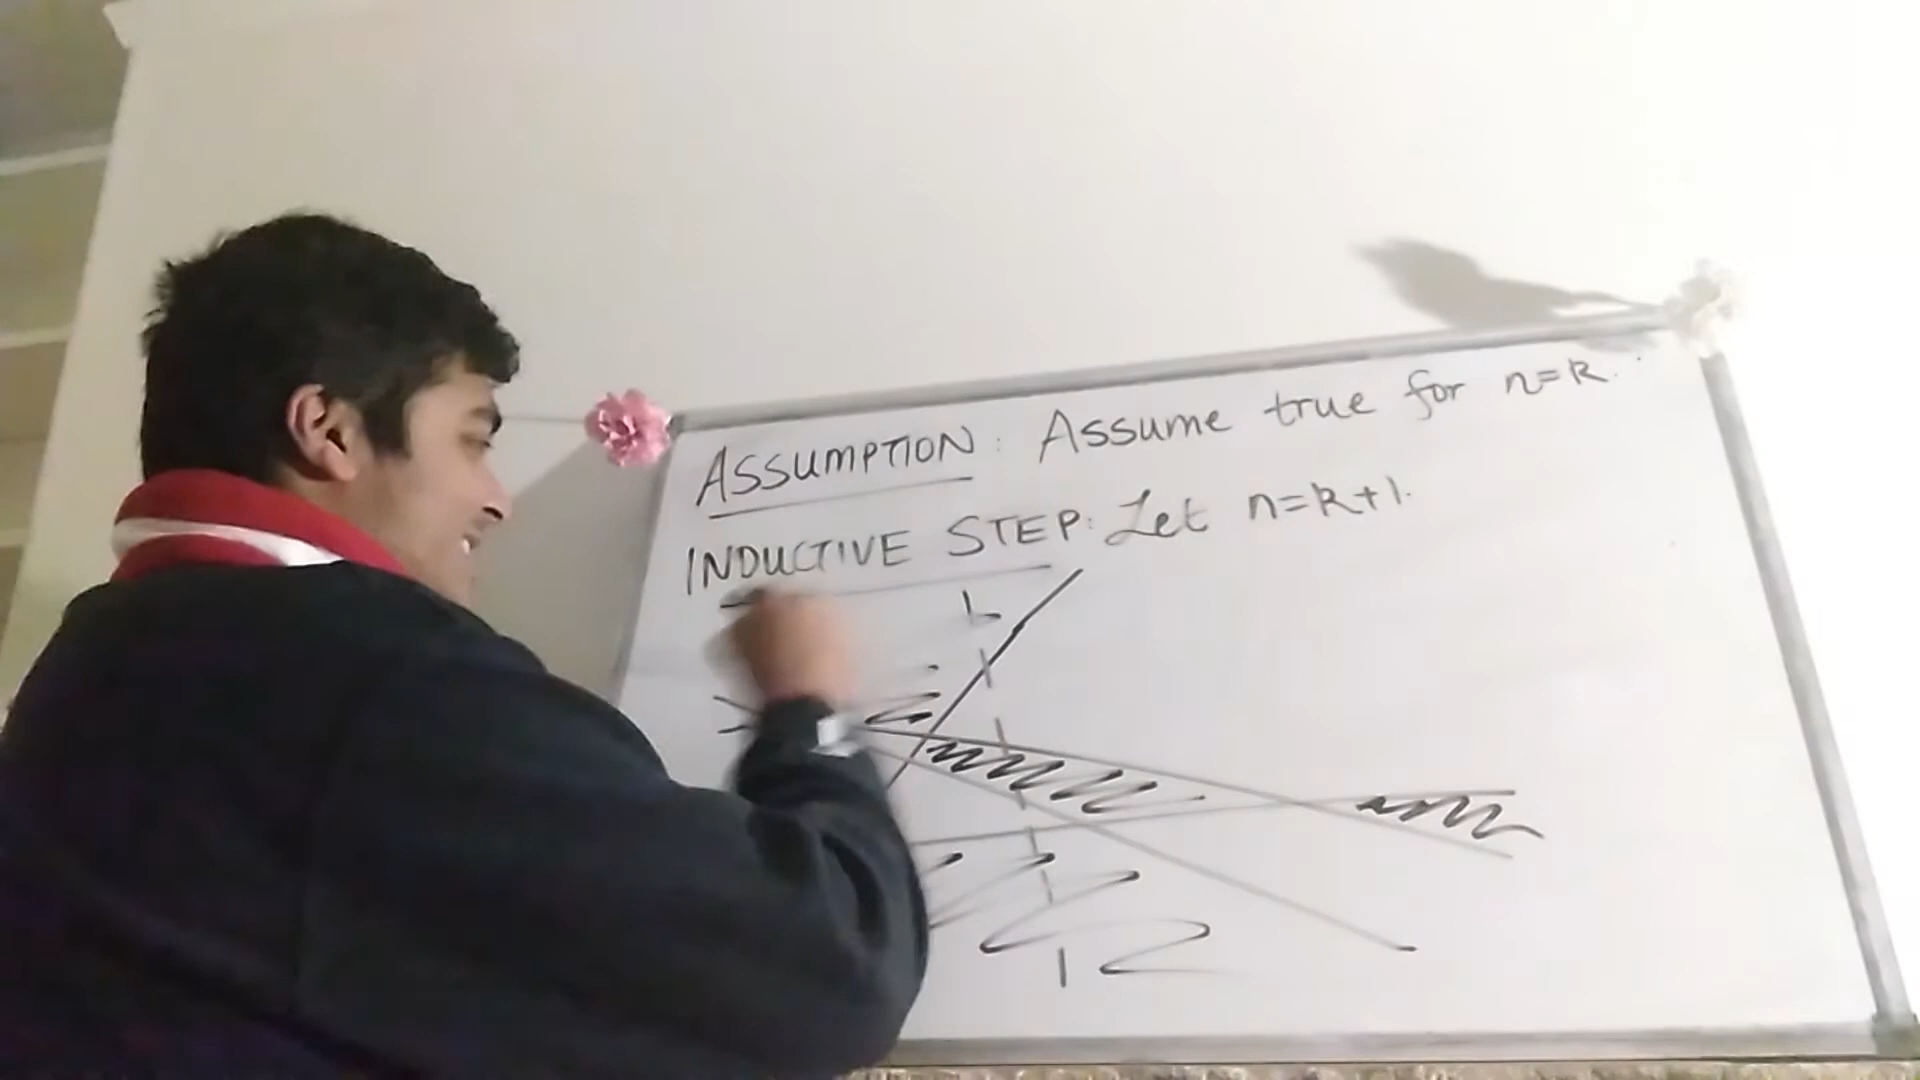 ASSUMPTION: Assume true for n=k.
INDUCTIVE STEP: Let n=k+1.
L